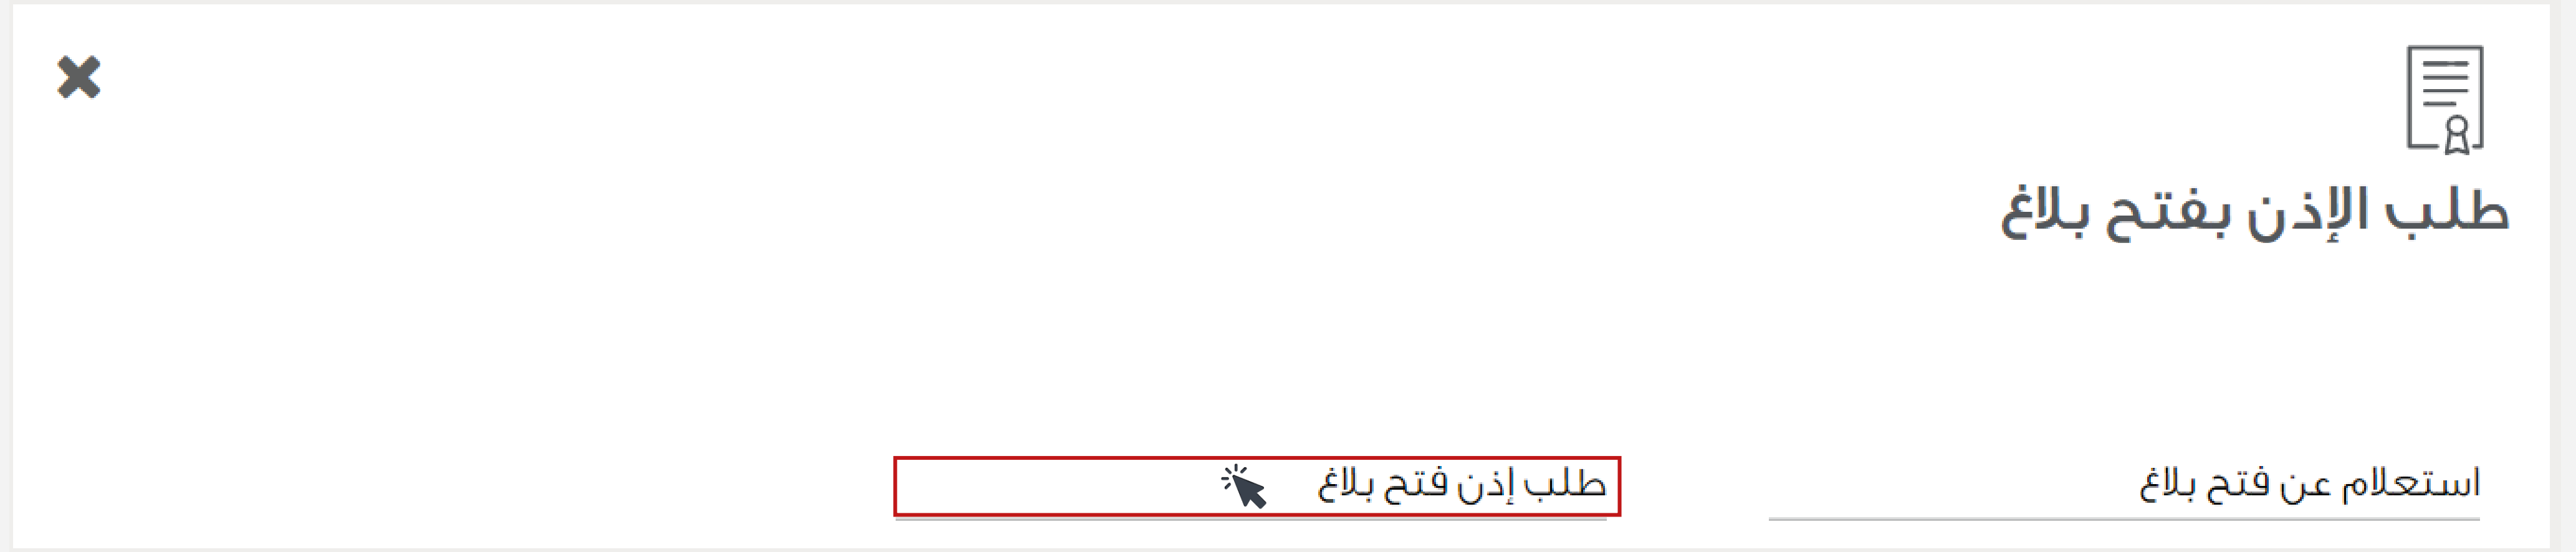 طلب الإذن بفتح بلاغ
استعلام عن فتح بلاغ
طلب إذن فتح بلاغ